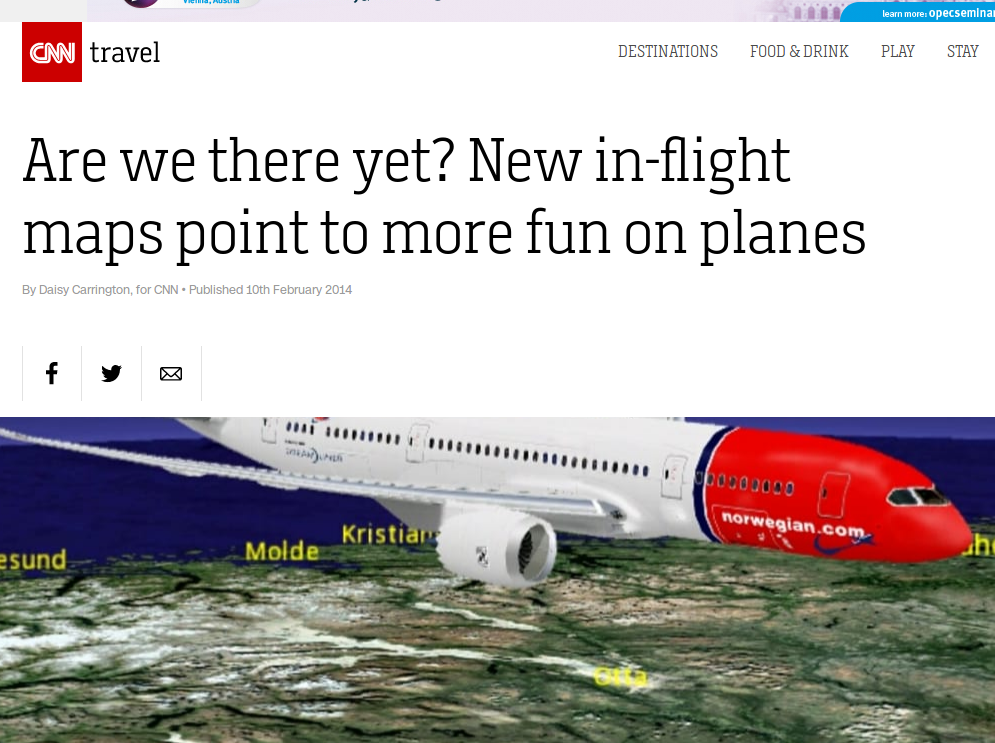 Vienna, Austria
learn more: opecseminar
CNN travel
DESTINATIONS FOOD & DRINK PLAY STAY
Are we there yet? New in-flight
maps point to more fun on planes
By Daisy Carrington, for CNN • Published 10th February 2014
norwegian.com
Kristian
Molde
esund
Otta